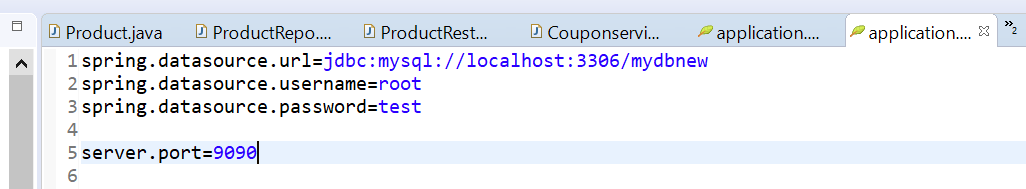 Product.java ProductRepo.... ProductRest... Couponservi... application.... application.... »2
1 spring.datasource.url=jdbc:mysql://localhost:3306/mydbnew
2 spring.datasource.username=root
3 spring.datasource.password=test
4
5 server.port=9090
6